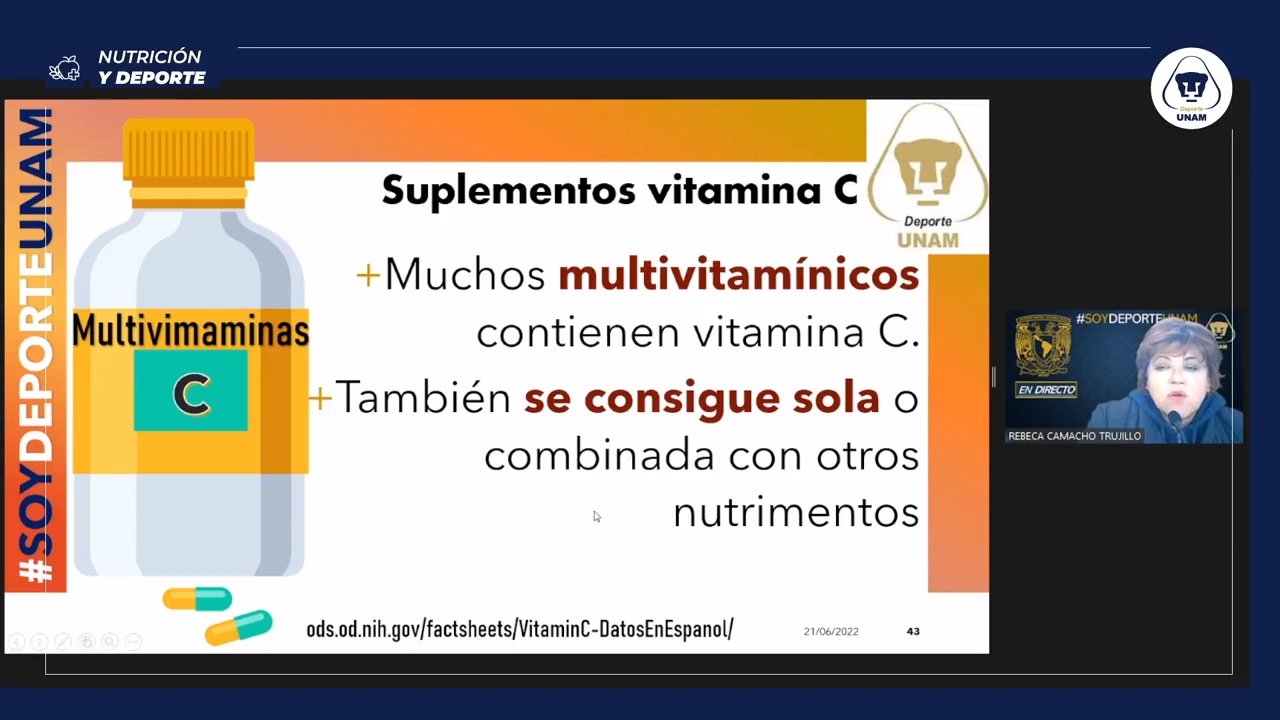 NUTRICIÓN
Y DEPORTE
Deporte
UNAM
#SOYDEPORTEUNAM
Suplementos vitamina C
Deporte
UNAM
+Muchos multivitamínicos
contienen vitamina C.
+También se consigue sola o
combinada con otros
nutrimentos
Multivimaminas
C
#SOYDEPORTEUNAM
EN DIRECTO
REBECA CAMACHO TRUJILLO
ods.od.nih.gov/factsheets/VitaminC-DatosEnEspanol/
21/06/2022
43